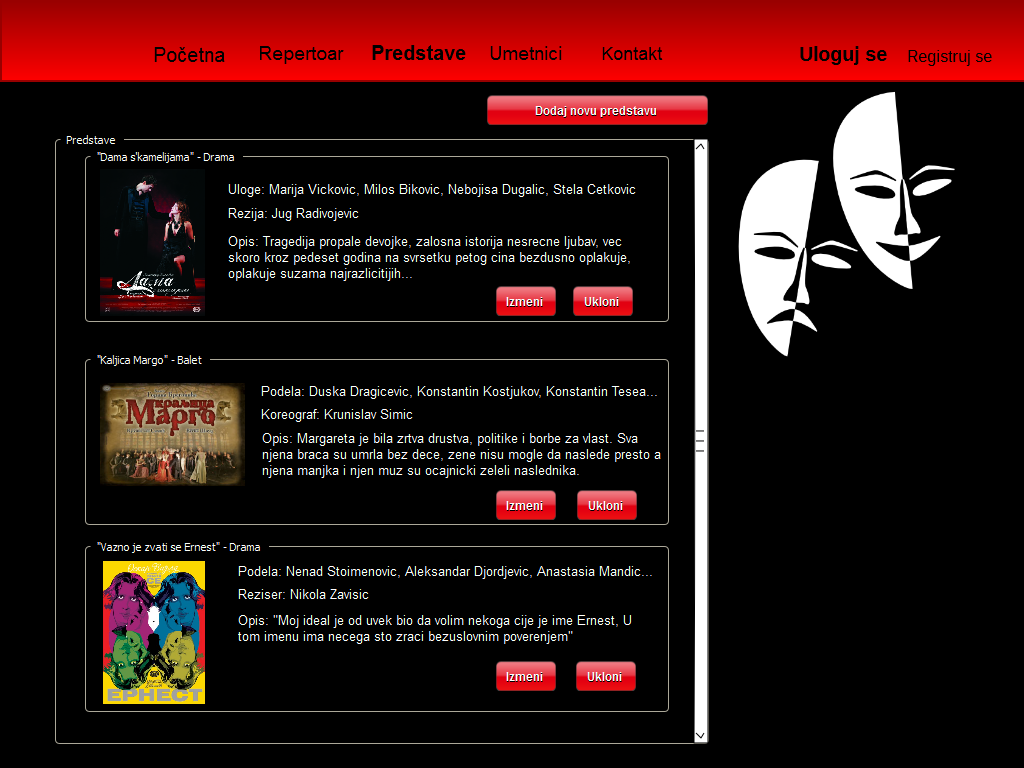 Početna Repertoar Predstave Umetnici Kontakt Uloguj se Registruj se
Dodaj novu predstavu
Predstave
"Dama s'kamelijama" - Drama
Дама
Uloge: Marija Vickovic, Milos Bikovic, Nebojisa Dugalic, Stela Cetkovic
Rezija: Jug Radivojevic
Opis: Tragedija propale devojke, zalosna istorija nesrecne ljubav, vec
skoro kroz pedeset godina na svrsetku petog cina bezdusno oplakuje,
oplakuje suzama najrazlicitijih...
Izmeni Ukloni
"Kaljica Margo" - Balet
краљица
Марго
Podela: Duska Dragicevic, Konstantin Kostjukov, Konstantin Tesea...
Koreograf: Krunislav Simic
Opis: Margareta je bila zrtva drustva, politike i borbe za vlast. Sva
njena braca su umrla bez dece, zene nisu mogle da naslede presto a
njena manjka i njen muz su ocajnicki zeleli naslednika.
Izmeni Ukloni
"Vazno je zvati se Ernest" - Drama
ЕРНЕСТ
Podela: Nenad Stoimenovic, Aleksandar Djordjevic, Anastasia Mandic...
Reziser: Nikola Zavisic
Opis: "Moj ideal je od uvek bio da volim nekoga cije je ime Ernest, U
tom imenu ima necega sto zraci bezuslovnim poverenjem"
Izmeni Ukloni